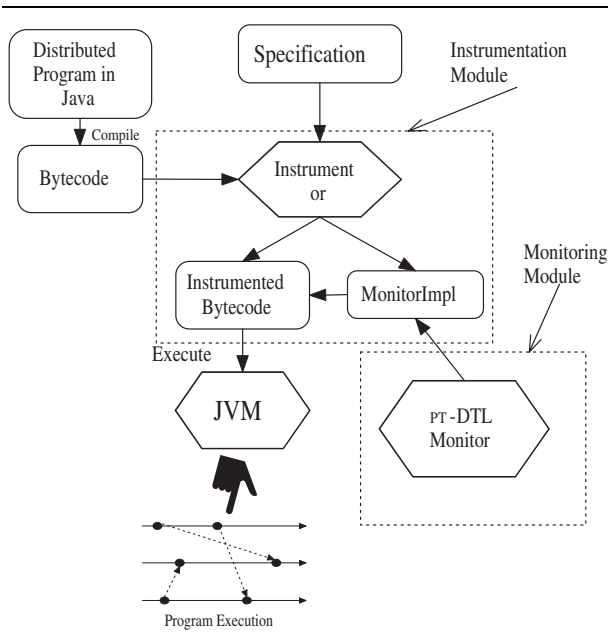 Distributed
Program in
Java
Specification
Instrumentation
Module
Compile
Bytecode
Instrument
or
Instrumented
Bytecode
MonitorImpl
Monitoring
Module
Execute
JVM
PT-DTL
Monitor
Program Execution